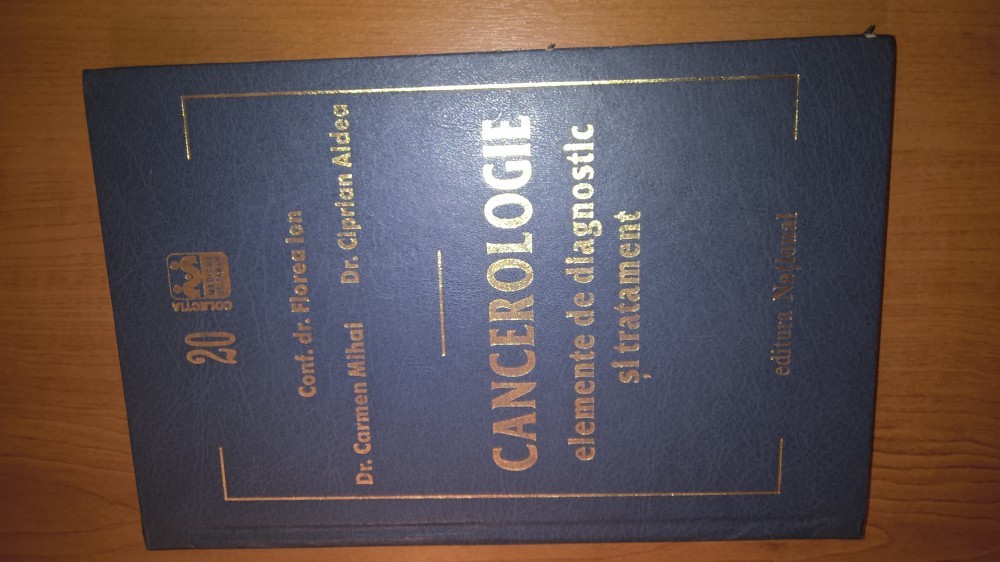 20
COLECȚIA
Conf. dr. Florea Ion
Dr. Carmen Mihai Dr. Ciprian Aldea
CANCEROLOGIE
elemente de diagnostic
și tratament
editura Național